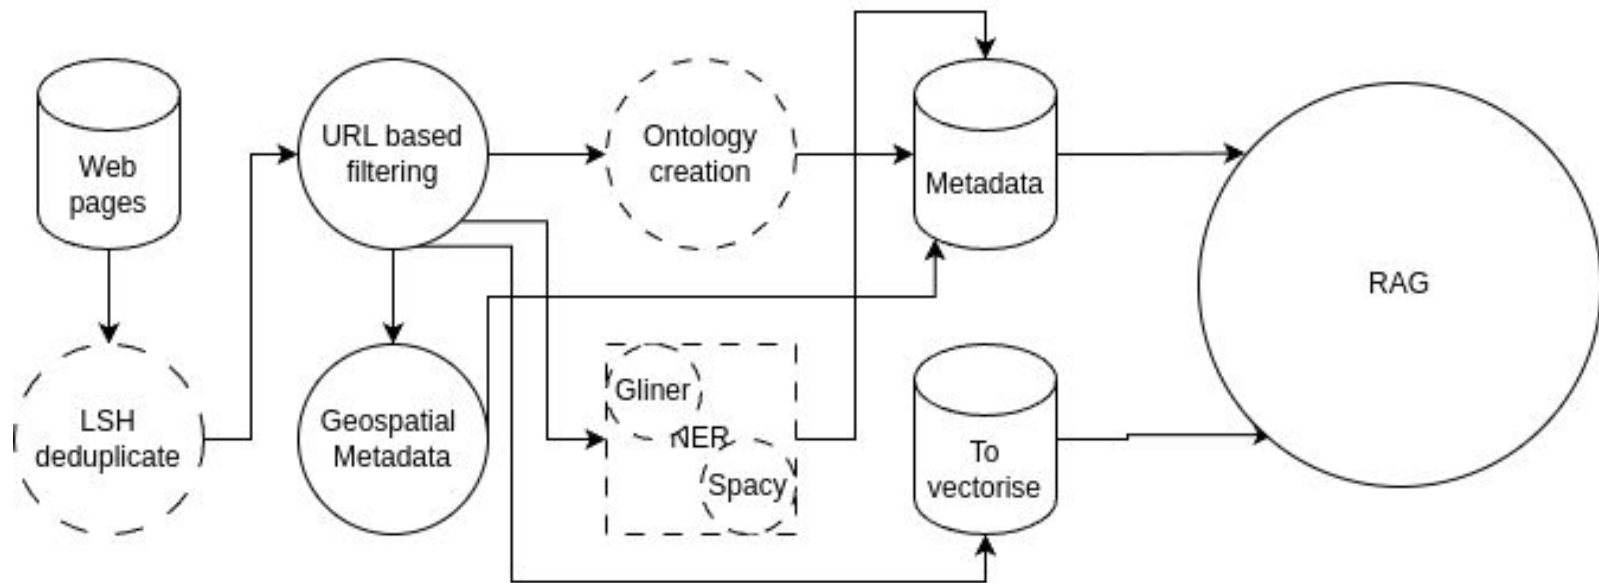 Web
pages
URL based
filtering
Ontology
creation
Metadata
RAG
LSH
deduplicate
Geospatial
Metadata
Gliner
NER
Spacy
To
vectorise